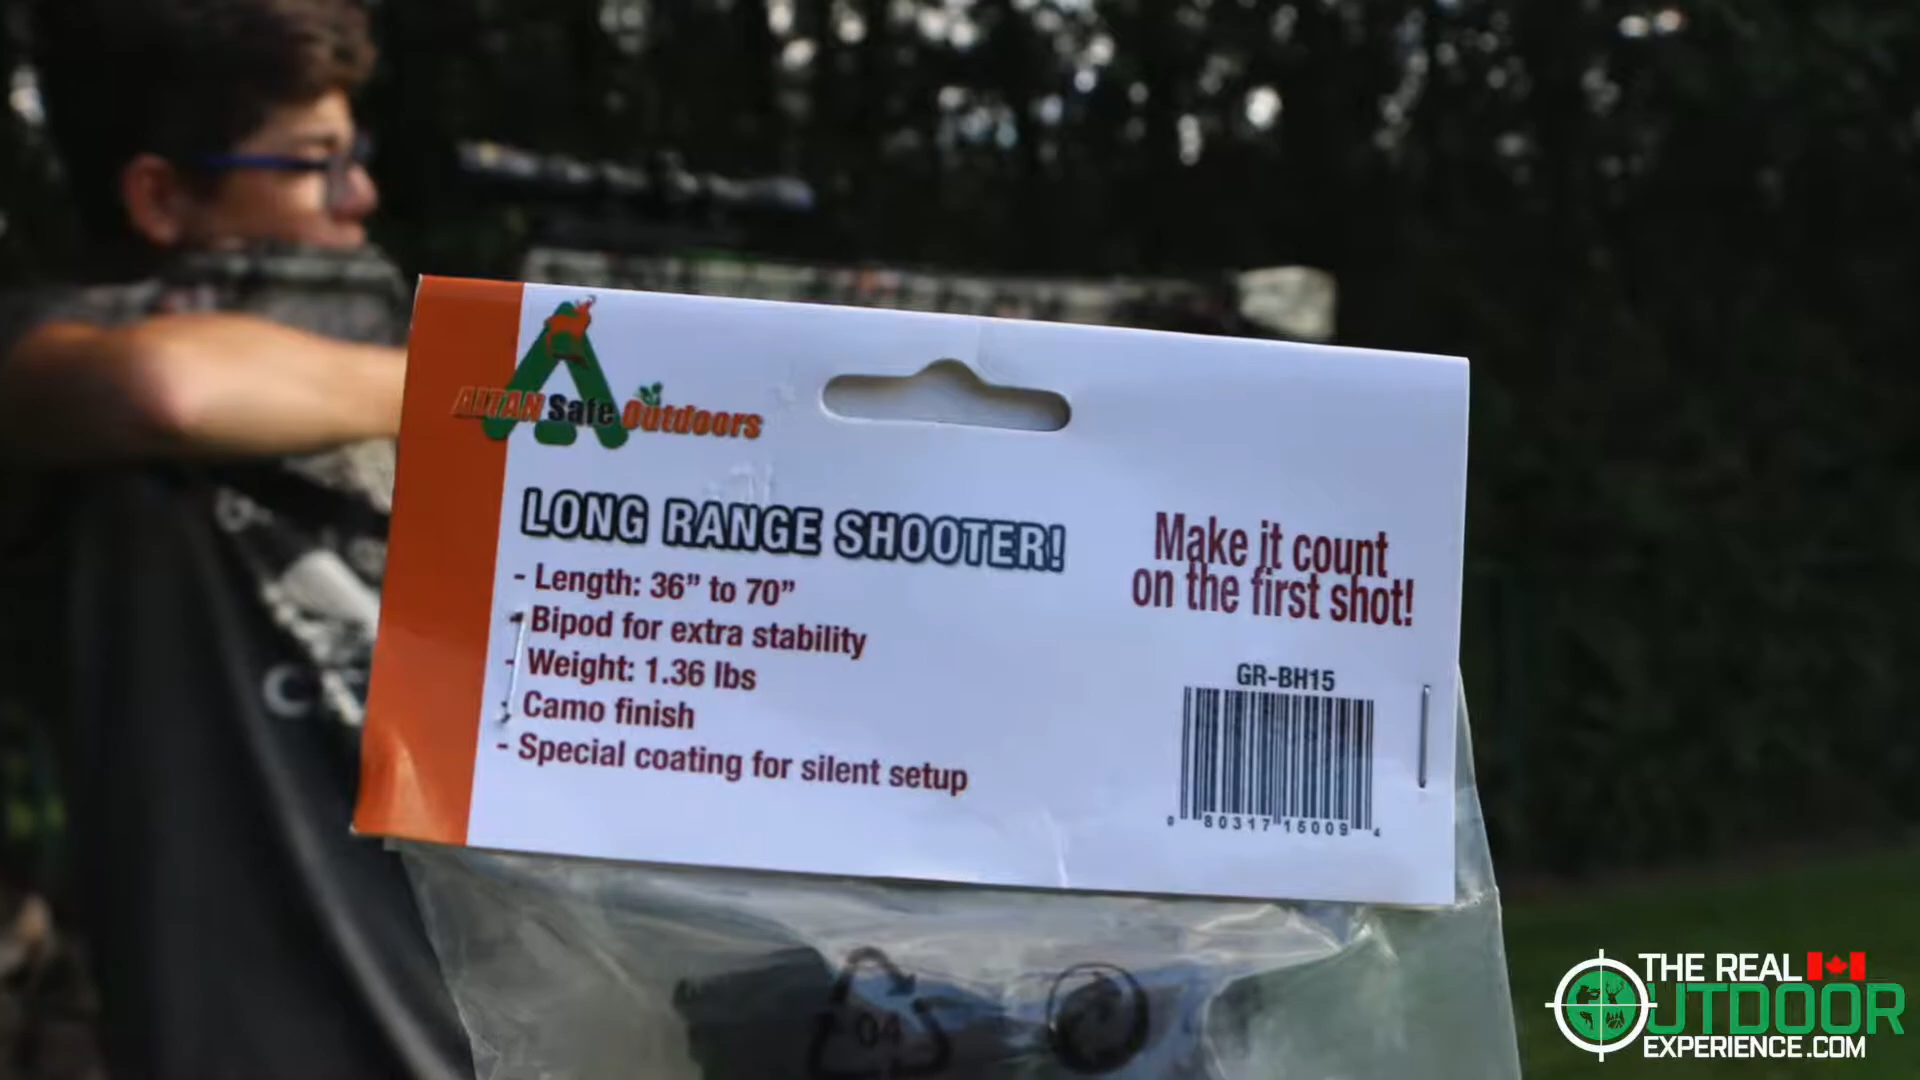 AITAN Safe Outdoors
LONG RANGE SHOOTER!
- Length: 36” to 70”
- Bipod for extra stability
- Weight: 1.36 lbs
- Camo finish
- Special coating for silent setup
Make it count
on the first shot!
GR-BH15
0 80317 15009 4
04
THE REAL
OUTDOOR
EXPERIENCE.COM